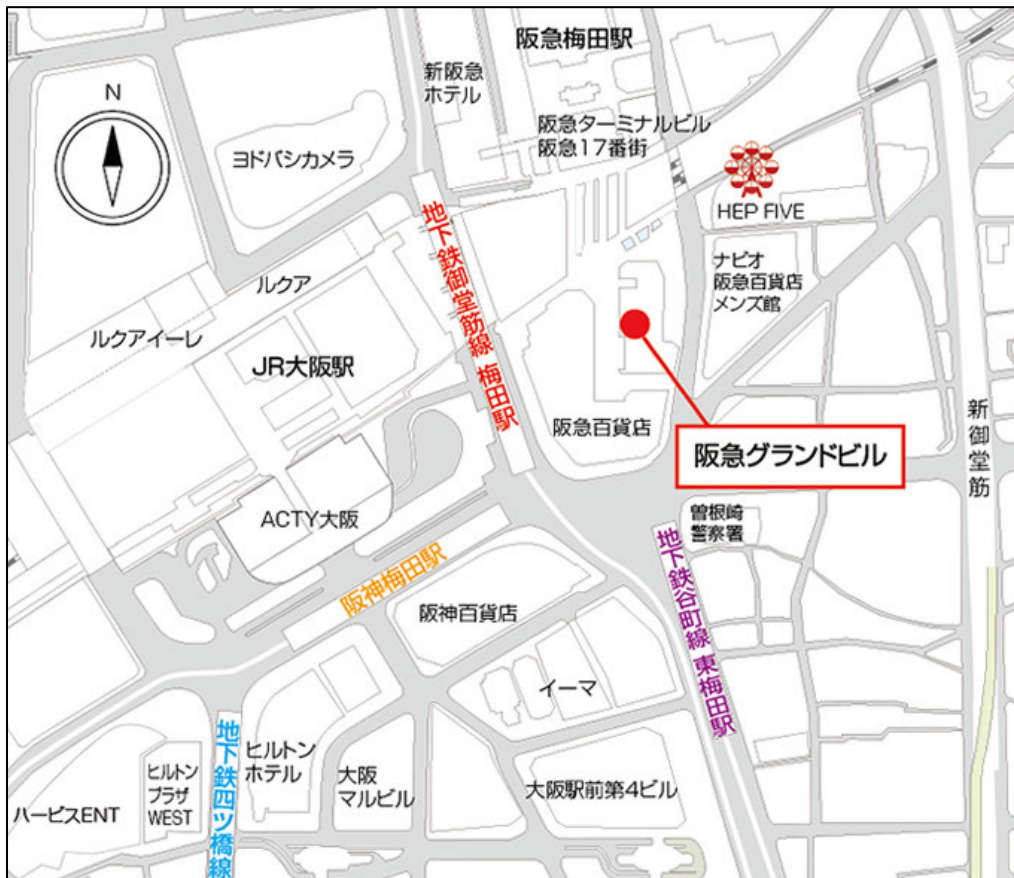 阪急梅田駅
新阪急
ホテル
N
阪急ターミナルビル
阪急17番街
ヨドバシカメラ
HEP FIVE
地下鉄御堂筋線 梅田駅
ナビオ
阪急百貨店
メンズ館
ルクア
ルクアイーレ
JR大阪駅
阪急百貨店
阪急グランドビル
新御堂筋
ACTY大阪
曽根崎
警察署
阪神梅田駅
阪神百貨店
地下鉄谷町線 東梅田駅
イーマ
地下鉄四ツ橋線
ヒルトン
ホテル
大阪
マルビル
大阪駅前第4ビル
ヒルトン
プラザ
WEST
ハービスENT